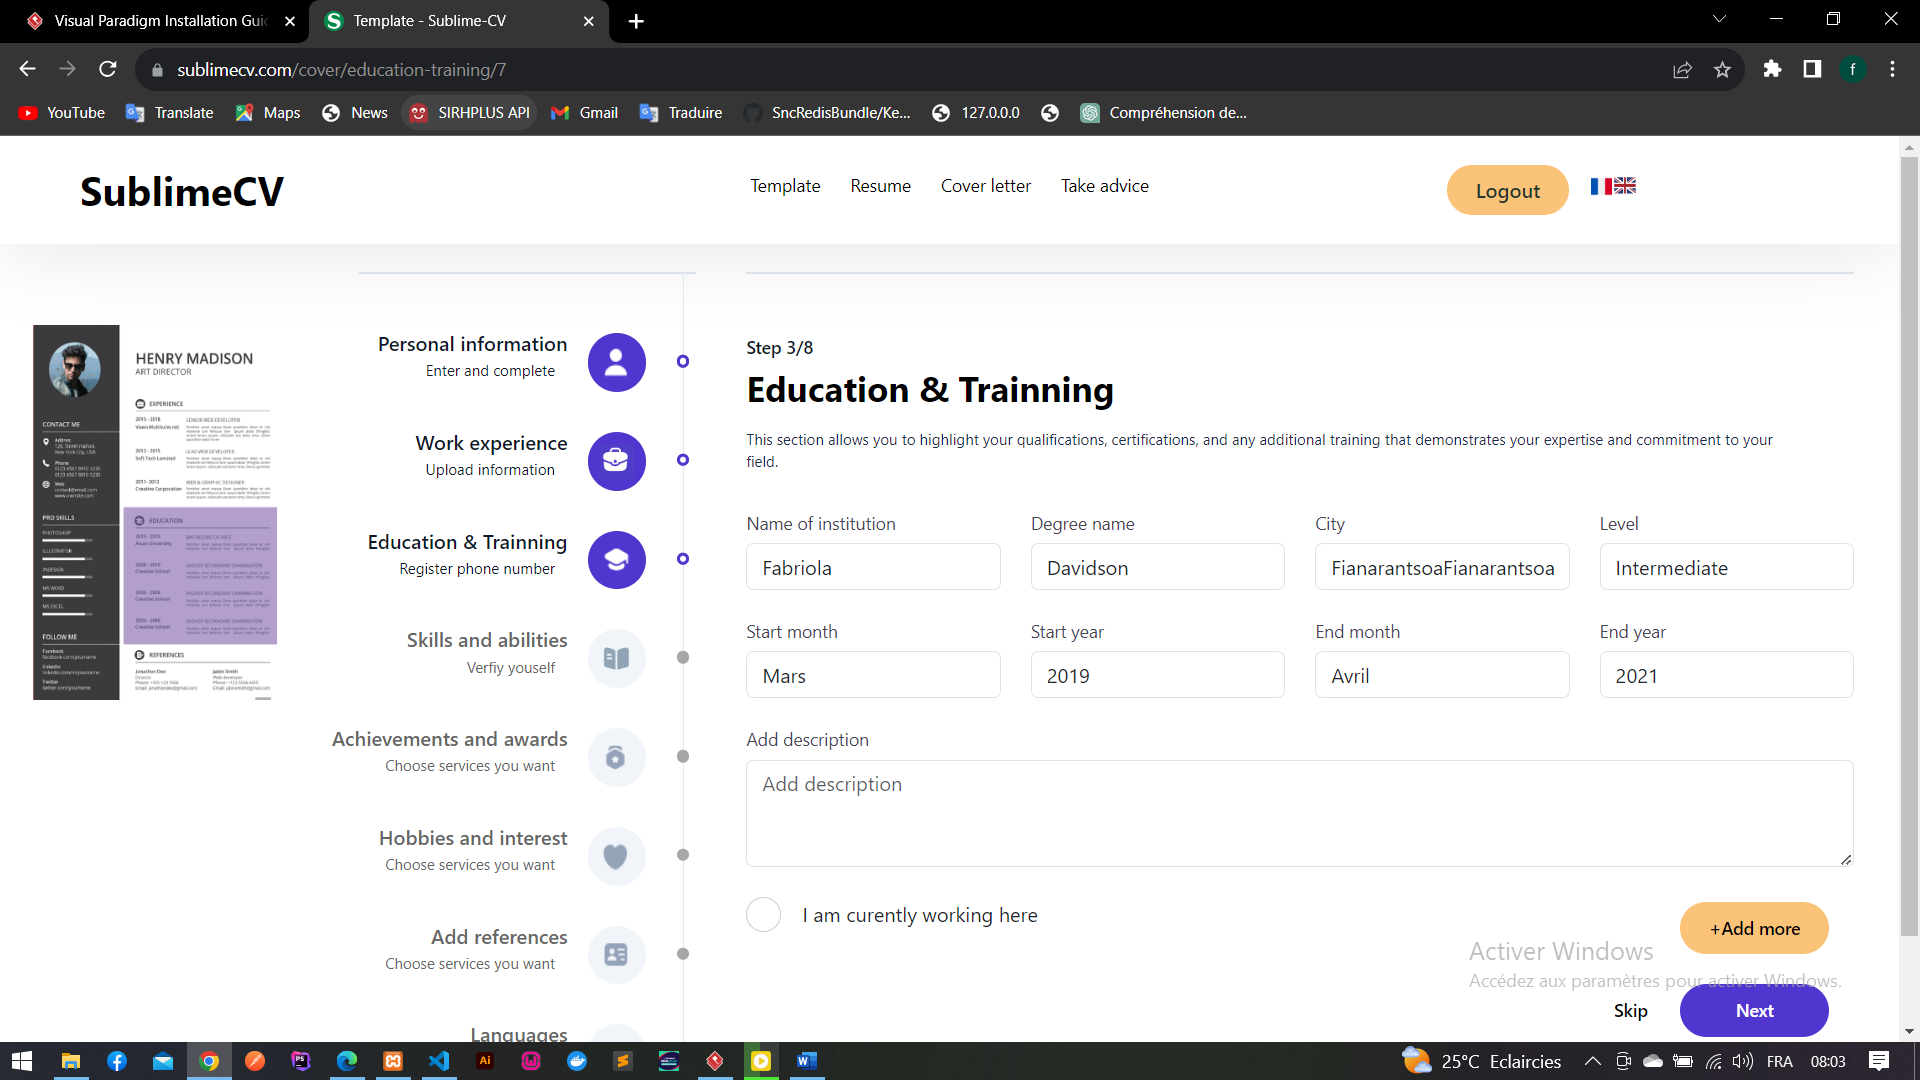 Visual Paradigm Installation Gui
Template - Sublime-CV
sublimecv.com/cover/education-training/7
YouTube
Translate
Maps
News
SIRHPLUS API
Gmail
Traduire
SncRedisBundle/Ke...
127.0.0.0
Compréhension de...
SublimeCV
Template
Resume
Cover letter
Take advice
Logout
HENRY MADISON
ART DIRECTOR
EXPERIENCE
CONTACT ME
PRO SKILLS
EDUCATION
FOLLOW ME
REFERENCES
Personal information
Enter and complete
Work experience
Upload information
Education & Trainning
Register phone number
Skills and abilities
Verfiy youself
Achievements and awards
Choose services you want
Hobbies and interest
Choose services you want
Add references
Choose services you want
Languages
Step 3/8
Education & Trainning
This section allows you to highlight your qualifications, certifications, and any additional training that demonstrates your expertise and commitment to your
field.
Name of institution
Degree name
City
Level
Fabriola
Davidson
FianarantsoaFianarantsoa
Intermediate
Start month
Start year
End month
End year
Mars
2019
Avril
2021
Add description
Add description
I am curently working here
+Add more
Activer Windows
Accédez aux paramètres pour activer Windows.
Skip
Next
25°C Eclaircies
FRA
08:03